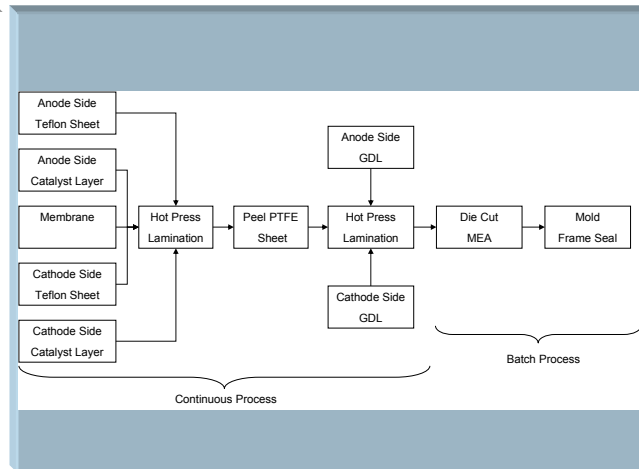 Anode Side
Teflon Sheet
Anode Side
Catalyst Layer
Membrane
Cathode Side
Teflon Sheet
Cathode Side
Catalyst Layer
Hot Press
Lamination
Peel PTFE
Sheet
Anode Side
GDL
Hot Press
Lamination
Cathode Side
GDL
Die Cut
MEA
Mold
Frame Seal
Continuous Process
Batch Process